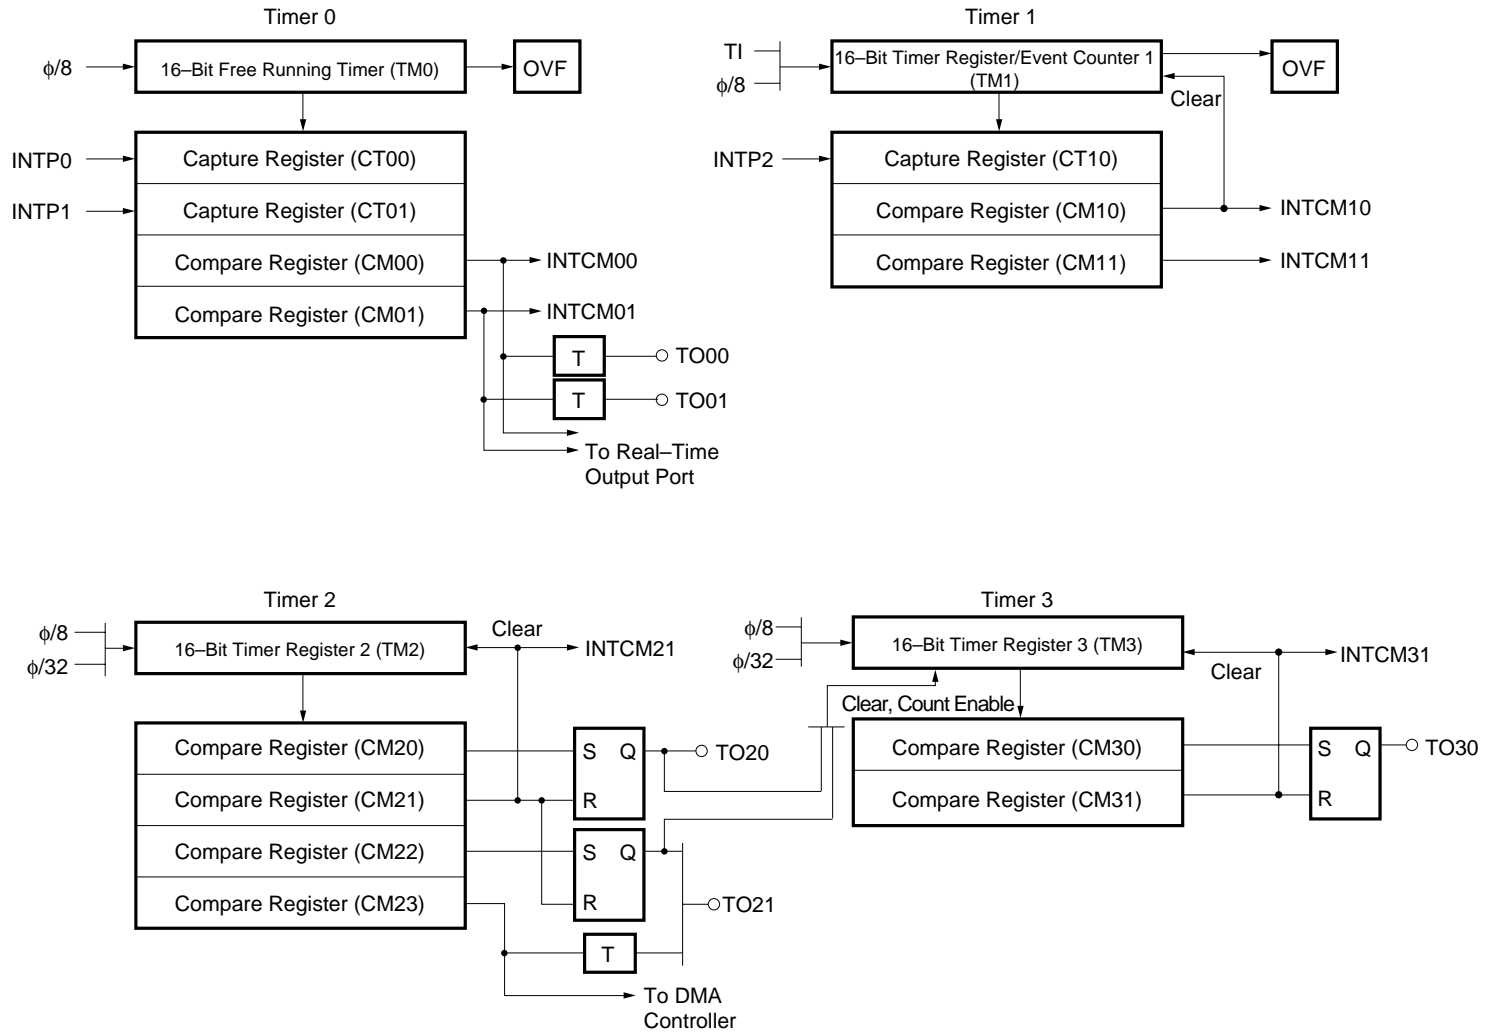 Timer 0
ϕ/8
16–Bit Free Running Timer (TM0)
OVF
INTP0
Capture Register (CT00)
INTP1
Capture Register (CT01)
Compare Register (CM00)
INTCM00
Compare Register (CM01)
INTCM01
T
TO00
T
TO01
To Real–Time
Output Port
Timer 1
TI
ϕ/8
16–Bit Timer Register/Event Counter 1
(TM1)
OVF
Clear
INTP2
Capture Register (CT10)
Compare Register (CM10)
INTCM10
Compare Register (CM11)
INTCM11
Timer 2
ϕ/8
ϕ/32
16–Bit Timer Register 2 (TM2)
Clear
INTCM21
Compare Register (CM20)
S Q
TO20
Compare Register (CM21)
R
Compare Register (CM22)
S Q
Compare Register (CM23)
R
TO21
T
To DMA
Controller
Timer 3
ϕ/8
ϕ/32
16–Bit Timer Register 3 (TM3)
Clear
INTCM31
Clear, Count Enable
Compare Register (CM30)
S Q
TO30
Compare Register (CM31)
R